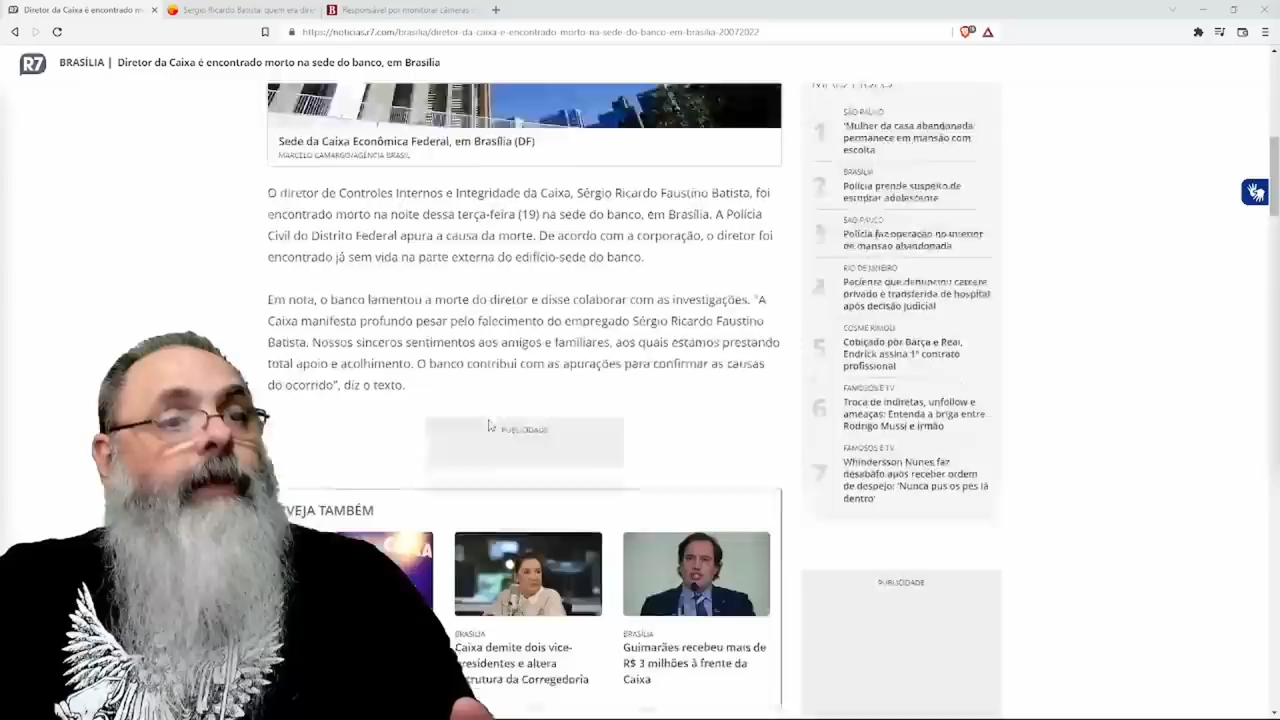 Diretor da Caixa é encontrado m
Sergio Ricardo Batista: quem era dire
Responsável por monitorar câmeras
https://noticias.r7.com/brasilia/diretor-da-caixa-e-encontrado-morto-na-sede-do-banco-em-brasilia-20072022
R7 BRASÍLIA | Diretor da Caixa é encontrado morto na sede do banco, em Brasília
Sede da Caixa Econômica Federal, em Brasília (DF)
MARCELO CAMARGO/AGÊNCIA BRASIL
O diretor de Controles Internos e Integridade da Caixa, Sérgio Ricardo Faustino Batista, foi
encontrado morto na noite dessa terça-feira (19) na sede do banco, em Brasília. A Polícia
Civil do Distrito Federal apura a causa da morte. De acordo com a corporação, o diretor foi
encontrado já sem vida na parte externa do edifício-sede do banco.
Em nota, o banco lamentou a morte do diretor e disse colaborar com as investigações. "A
Caixa manifesta profundo pesar pelo falecimento do empregado Sérgio Ricardo Faustino
Batista. Nossos sinceros sentimentos aos amigos e familiares, aos quais estamos prestando
total apoio e acolhimento. O banco contribui com as apurações para confirmar as causas
do ocorrido", diz o texto.
PUBLICIDADE
VEJA TAMBÉM
BRASÍLIA
Caixa demite dois vice-
presidentes e altera
estrutura da Corregedoria
BRASÍLIA
Guimarães recebeu mais de
R$ 3 milhões à frente da
Caixa
1
SÃO PAULO
'Mulher da casa abandonada'
permanece em mansão com
escolta
2
BRASÍLIA
Polícia prende suspeito de
estuprar adolescente
3
SÃO PAULO
Polícia faz operação no interior
de mansão abandonada
4
RIO DE JANEIRO
Paciente que denunciou cárcere
privado é transferida de hospital
após decisão judicial
5
COSME RÍMOLI
Cobiçado por Barça e Real,
Endrick assina 1º contrato
profissional
6
FAMOSOS E TV
Troca de indiretas, unfollow e
ameaças: Entenda a briga entre
Rodrigo Mussi e irmão
7
FAMOSOS E TV
Whindersson Nunes faz
desabafo após receber ordem
de despejo: 'Nunca pus os pés lá
dentro'
PUBLICIDADE